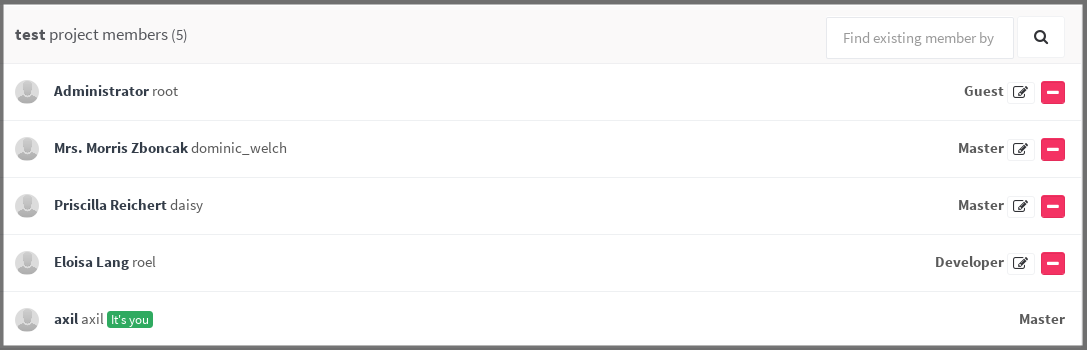 test project members (5)
Find existing member by
Administrator root Guest
Mrs. Morris Zboncak dominic_welch Master
Priscilla Reichert daisy Master
Eloisa Lang roel Developer
axil axil It's you Master